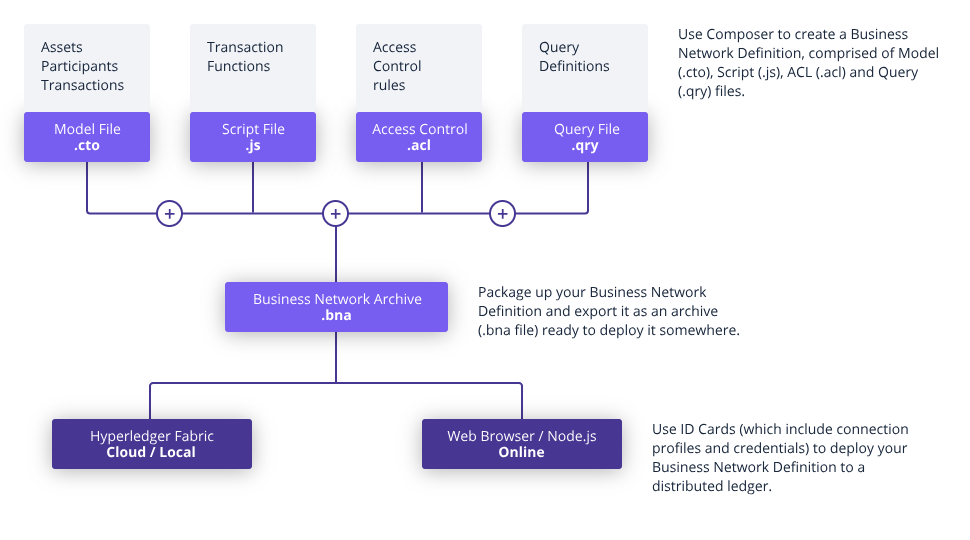 Assets
Participants
Transactions
Model File
.cto
Transaction
Functions
Script File
.js
Access
Control
rules
Access Control
.acl
Query
Definitions
Query File
.qry
Use Composer to create a Business
Network Definition, comprised of Model
(.cto), Script (.js), ACL (.acl) and Query
(.qry) files.
+
+
+
Business Network Archive
.bna
Package up your Business Network
Definition and export it as an archive
(.bna file) ready to deploy it somewhere.
Hyperledger Fabric
Cloud / Local
Web Browser / Node.js
Online
Use ID Cards (which include connection
profiles and credentials) to deploy your
Business Network Definition to a
distributed ledger.